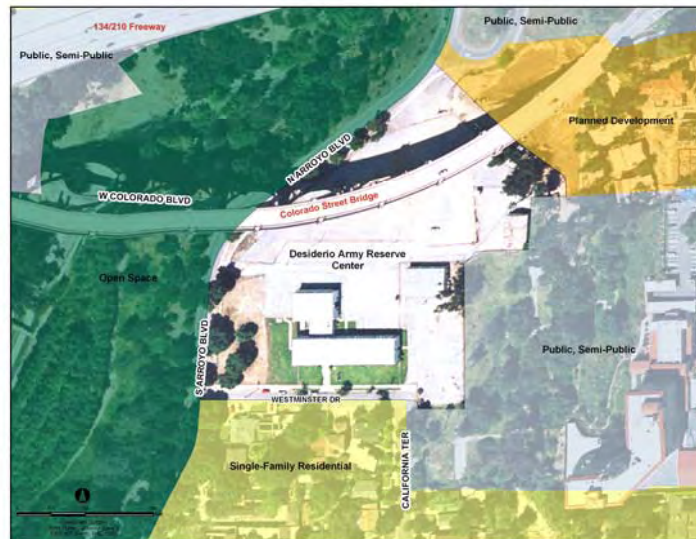 134/210 Freeway
Public, Semi-Public
Public, Semi-Public
Planned Development
N ARROYO BLVD
W COLORADO BLVD
Colorado Street Bridge
Desiderio Army Reserve
Center
Open Space
S ARROYO BLVD
Public, Semi-Public
WESTMINSTER DR
Single-Family Residential
CALIFORNIA TER